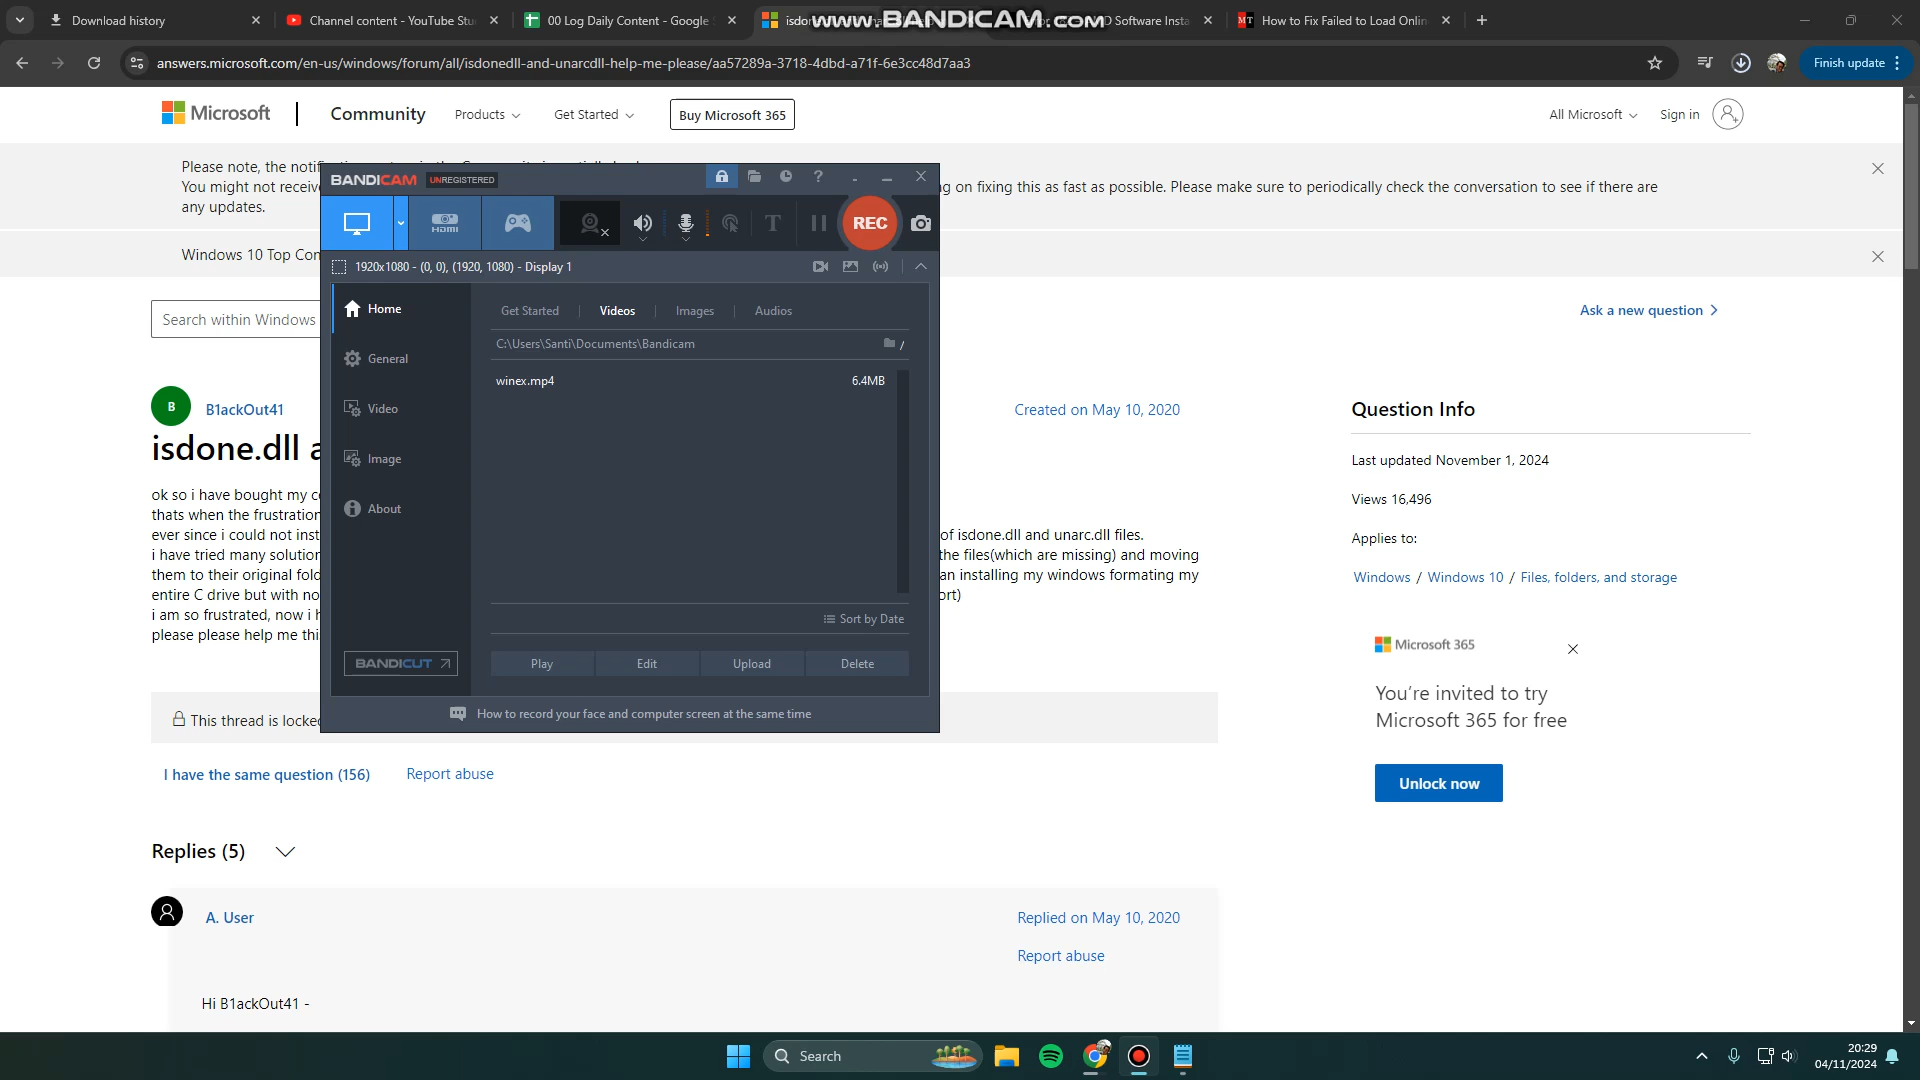 Download history
Channel content - YouTube Stu
00 Log Daily Content - Google S
www.BANDICAM.com
D Software Insta
MT How to Fix Failed to Load Onlin
answers.microsoft.com/en-us/windows/forum/all/isdonedll-and-unarcdll-help-me-please/aa57289a-3718-4dbd-a71f-6e3cc48d7aa3
Finish update
Microsoft
Community
Products
Get Started
Buy Microsoft 365
All Microsoft
Sign in
Please note, the
You might not receive
g on fixing this as fast as possible. Please make sure to periodically check the conversation to see if there are
any updates.
Windows 10 Top Con
BANDICAM UNREGISTERED
HDMI
REC
1920x1080 - (0, 0), (1920, 1080) - Display 1
Home
General
Video
Image
About
BANDICUT
Get Started
Videos
Images
Audios
C:\Users\Santi\Documents\Bandicam
/
winex.mp4
6.4MB
Sort by Date
Play
Edit
Upload
Delete
How to record your face and computer screen at the same time
Search within Windows
Ask a new question
B
B1ackOut41
Created on May 10, 2020
isdone.dll a
ok so i have bought my c
thats when the frustration
ever since i could not inst
of isdone.dll and unarc.dll files.
i have tried many solution
the files(which are missing) and moving
them to their original fold
an installing my windows formating my
entire C drive but with no
ort)
i am so frustrated, now i h
please please help me thi
This thread is locke
I have the same question (156)
Report abuse
Replies (5)
A. User
Replied on May 10, 2020
Report abuse
Hi B1ackOut41 -
Question Info
Last updated November 1, 2024
Views 16,496
Applies to:
Windows / Windows 10 / Files, folders, and storage
Microsoft 365
You’re invited to try
Microsoft 365 for free
Unlock now
Search
20:29
04/11/2024